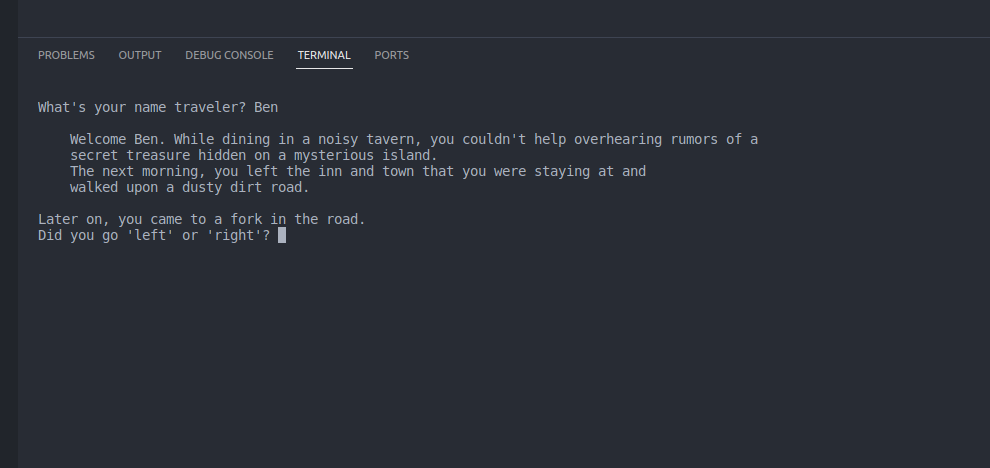 PROBLEMS OUTPUT DEBUG CONSOLE TERMINAL PORTS
What's your name traveler? Ben
Welcome Ben. While dining in a noisy tavern, you couldn't help overhearing rumors of a
secret treasure hidden on a mysterious island.
The next morning, you left the inn and town that you were staying at and
walked upon a dusty dirt road.
Later on, you came to a fork in the road.
Did you go 'left' or 'right'?